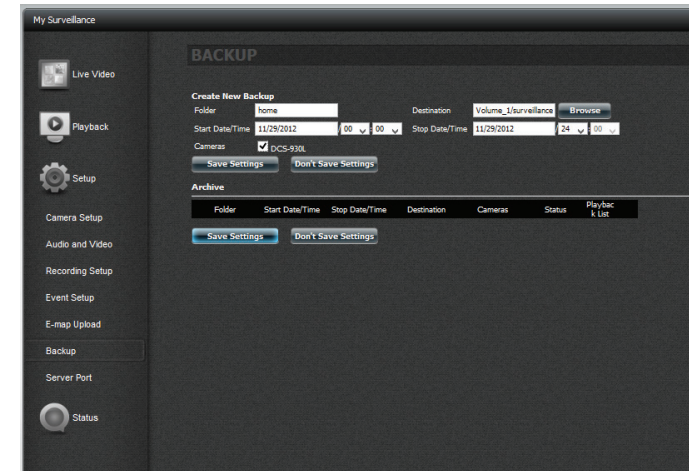 My Surveillance
Live Video
Playback
Setup
Camera Setup
Audio and Video
Recording Setup
Event Setup
E-map Upload
Backup
Server Port
Status
BACKUP
Create New Backup
Folder home Destination Volume_1/surveillance Browse
Start Date/Time 11/29/2012 / 00 : 00 Stop Date/Time 11/29/2012 / 24 : 00
Cameras DCS-930L
Save Settings Don't Save Settings
Archive
Folder Start Date/Time Stop Date/Time Destination Cameras Status Playbac
k List
Save Settings Don't Save Settings